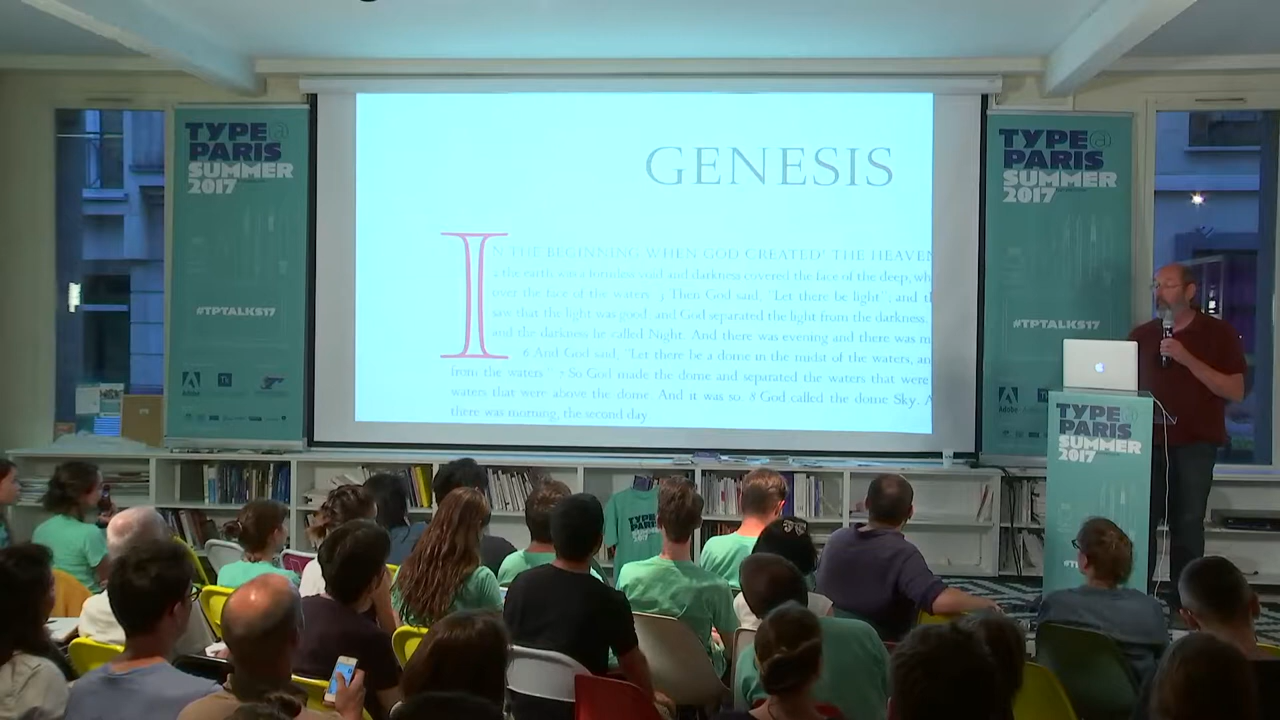 TYPE@
PARIS
SUMMER
2017
#TPTALKS17
Adobe
GENESIS
IN THE BEGINNING WHEN GOD CREATED* THE HEAVEN
the earth was a formless void and darkness covered the face of the deep, wh
over the face of the waters. 3 Then God said, "Let there be light"; and th
saw that the light was good; and God separated the light from the darkness.
and the darkness he called Night. And there was evening and there was m
6 And God said, "Let there be a dome in the midst of the waters, an
from the waters." 7 So God made the dome and separated the waters that were
waters that were above the dome. And it was so. 8 God called the dome Sky. A
there was morning, the second day
TYPE@
PARIS
SUMMER
2017
#TPTALKS17
Adobe
TYPE@
PARIS
SUMMER
2017
TYPE@
PARIS